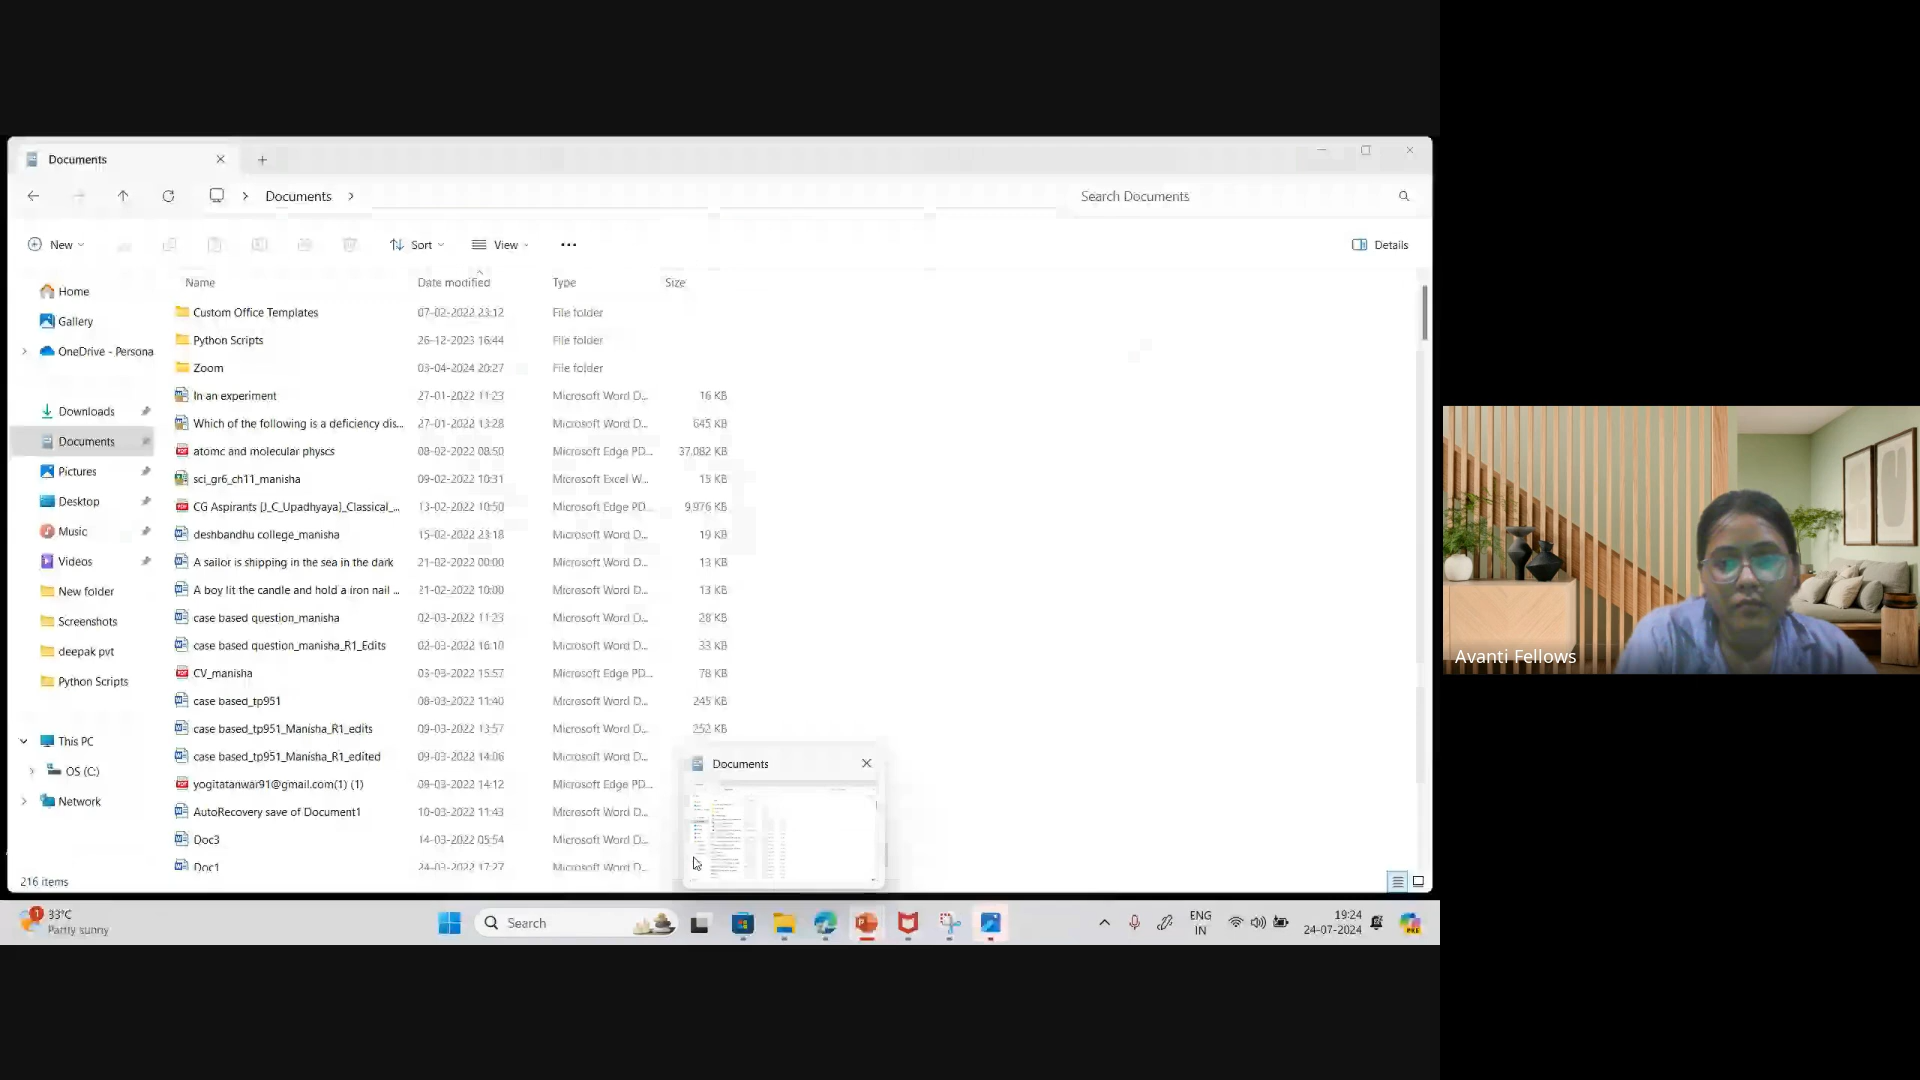 Documents
Documents
Search Documents
New
Sort
View
Details
Name Date modified Type Size
Home
Gallery
OneDrive - Persona
Downloads
Documents
Pictures
Desktop
Music
Videos
New folder
Screenshots
deepak pvt
Python Scripts
This PC
OS (C:)
Network
Custom Office Templates 07-02-2022 23:12 File folder
Python Scripts 26-12-2023 16:44 File folder
Zoom 03-04-2024 20:27 File folder
In an experiment 27-01-2022 11:23 Microsoft Word D... 16 KB
Which of the following is a deficiency dis... 27-01-2022 13:28 Microsoft Word D... 645 KB
atomc and molecular physcs 08-02-2022 08:50 Microsoft Edge PD... 37,082 KB
sci_gr6_ch11_manisha 09-02-2022 10:31 Microsoft Excel W... 15 KB
CG Aspirants [J_C_Upadhyaya]_Classical_... 13-02-2022 10:50 Microsoft Edge PD... 9,976 KB
deshbandhu college_manisha 15-02-2022 23:18 Microsoft Word D... 19 KB
A sailor is shipping in the sea in the dark 21-02-2022 00:00 Microsoft Word D... 13 KB
A boy lit the candle and hold a iron nail ... 21-02-2022 10:00 Microsoft Word D... 13 KB
case based question_manisha 02-03-2022 11:23 Microsoft Word D... 28 KB
case based question_manisha_R1_Edits 02-03-2022 16:10 Microsoft Word D... 33 KB
CV_manisha 03-03-2022 15:57 Microsoft Edge PD... 78 KB
case based_tp951 08-03-2022 11:40 Microsoft Word D... 245 KB
case based_tp951_Manisha_R1_edits 09-03-2022 13:57 Microsoft Word D... 252 KB
case based_tp951_Manisha_R1_edited 09-03-2022 14:06 Microsoft Word D...
yogitatanwar91@gmail.com(1) (1) 09-03-2022 14:12 Microsoft Edge PD...
AutoRecovery save of Document1 10-03-2022 11:43 Microsoft Word D...
Doc3 14-03-2022 05:54 Microsoft Word D...
Doc1 24-03-2022 17:27 Microsoft Word D...
Documents
216 items
1
33°C
Partly sunny
Search
ENG
IN
19:24
24-07-2024
PRE
Avanti Fellows